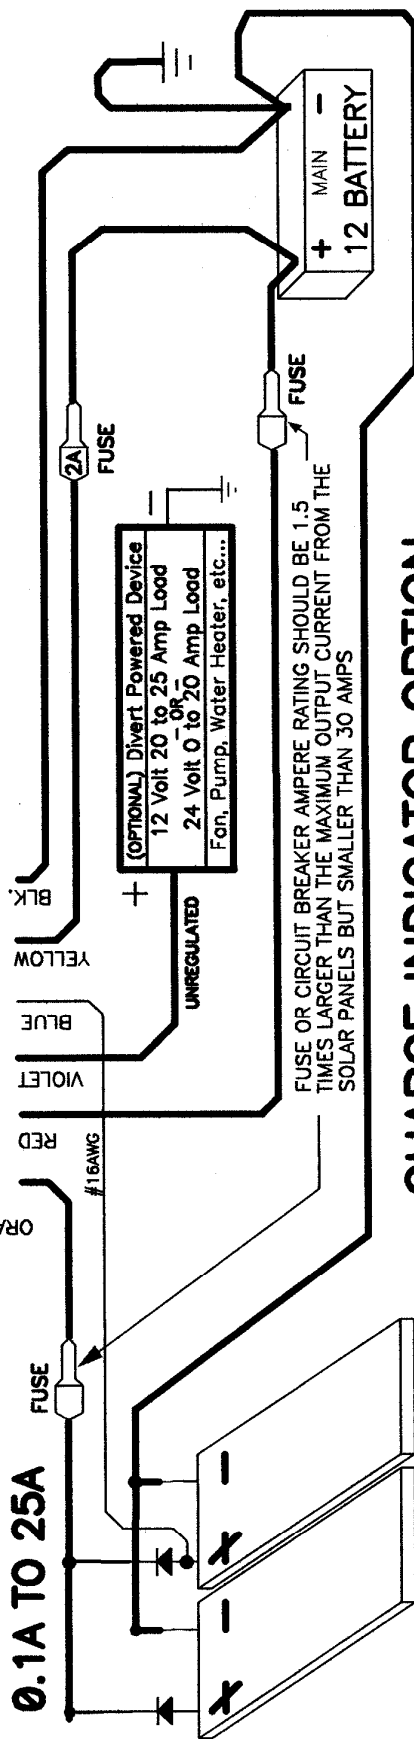 0.1A TO 25A
FUSE
ORA
RED
VIOLET
BLUE
YELLOW
BLK.
#16AWG
UNREGULATED
+
(OPTIONAL) Divert Powered Device
12 Volt 20 to 25 Amp Load
- OR -
24 Volt 0 to 20 Amp Load
Fan, Pump, Water Heater, etc...
-
2A
FUSE
FUSE
+ MAIN -
12 BATTERY
FUSE OR CIRCUIT BREAKER AMPERE RATING SHOULD BE 1.5
TIMES LARGER THAN THE MAXIMUM OUTPUT CURRENT FROM THE
SOLAR PANELS BUT SMALLER THAN 30 AMPS
+ -
+ -
CHARGE INDICATOR OPTION